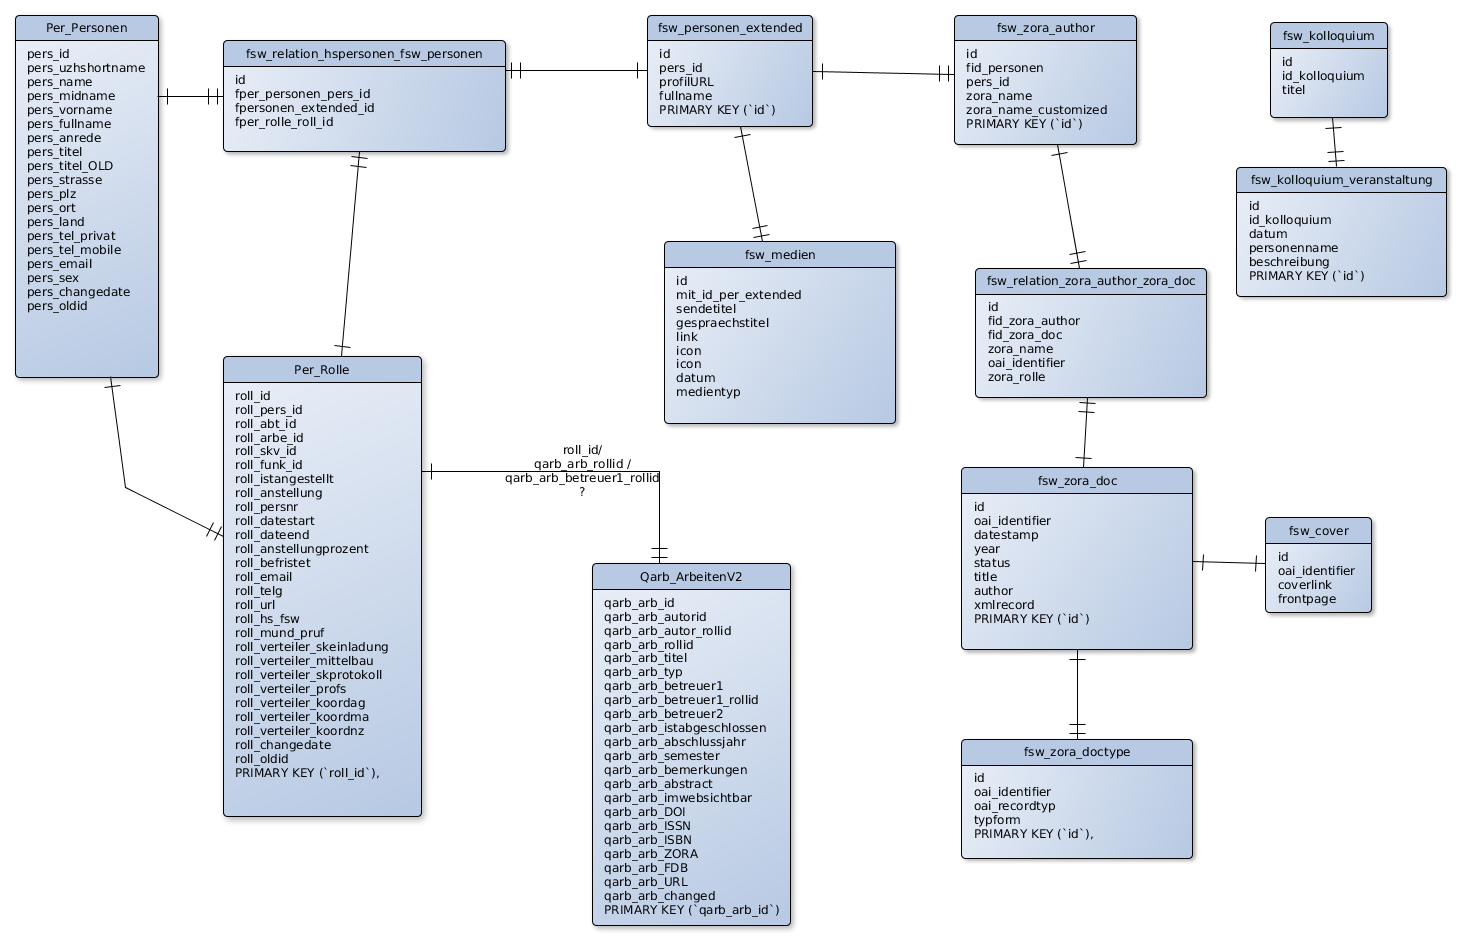 Per_Personen
pers_id
pers_uzhshortname
pers_name
pers_midname
pers_vorname
pers_fullname
pers_anrede
pers_titel
pers_titel_OLD
pers_strasse
pers_plz
pers_ort
pers_land
pers_tel_privat
pers_tel_mobile
pers_email
pers_sex
pers_changedate
pers_oldid
fsw_relation_hspersonen_fsw_personen
id
fper_personen_pers_id
fpersonen_extended_id
fper_rolle_roll_id
fsw_personen_extended
id
pers_id
profilURL
fullname
PRIMARY KEY (`id`)
fsw_zora_author
id
fid_personen
pers_id
zora_name
zora_name_customized
PRIMARY KEY (`id`)
fsw_kolloquium
id
id_kolloquium
titel
fsw_kolloquium_veranstaltung
id
id_kolloquium
datum
personenname
beschreibung
PRIMARY KEY (`id`)
fsw_medien
id
mit_id_per_extended
sendetitel
gespraechstitel
link
icon
icon
datum
medientyp
fsw_relation_zora_author_zora_doc
id
fid_zora_author
fid_zora_doc
zora_name
oai_identifier
zora_rolle
Per_Rolle
roll_id
roll_pers_id
roll_abt_id
roll_arbe_id
roll_skv_id
roll_funk_id
roll_istangestellt
roll_anstellung
roll_persnr
roll_datestart
roll_dateend
roll_anstellungprozent
roll_befristet
roll_email
roll_telg
roll_url
roll_hs_fsw
roll_mund_pruf
roll_verteiler_skeinladung
roll_verteiler_mittelbau
roll_verteiler_skprotokoll
roll_verteiler_profs
roll_verteiler_koordag
roll_verteiler_koordma
roll_verteiler_koordnz
roll_changedate
roll_oldid
PRIMARY KEY (`roll_id`),
roll_id/
qarb_arb_rollid /
qarb_arb_betreuer1_rollid
?
Qarb_ArbeitenV2
qarb_arb_id
qarb_arb_autorid
qarb_arb_autor_rollid
qarb_arb_rollid
qarb_arb_titel
qarb_arb_typ
qarb_arb_betreuer1
qarb_arb_betreuer1_rollid
qarb_arb_betreuer2
qarb_arb_istabgeschlossen
qarb_arb_abschlussjahr
qarb_arb_semester
qarb_arb_bemerkungen
qarb_arb_abstract
qarb_arb_imwebsichtbar
qarb_arb_DOI
qarb_arb_ISSN
qarb_arb_ISBN
qarb_arb_ZORA
qarb_arb_FDB
qarb_arb_URL
qarb_arb_changed
PRIMARY KEY (`qarb_arb_id`)
fsw_zora_doc
id
oai_identifier
datestamp
year
status
title
author
xmlrecord
PRIMARY KEY (`id`)
fsw_cover
id
oai_identifier
coverlink
frontpage
fsw_zora_doctype
id
oai_identifier
oai_recordtyp
typform
PRIMARY KEY (`id`),